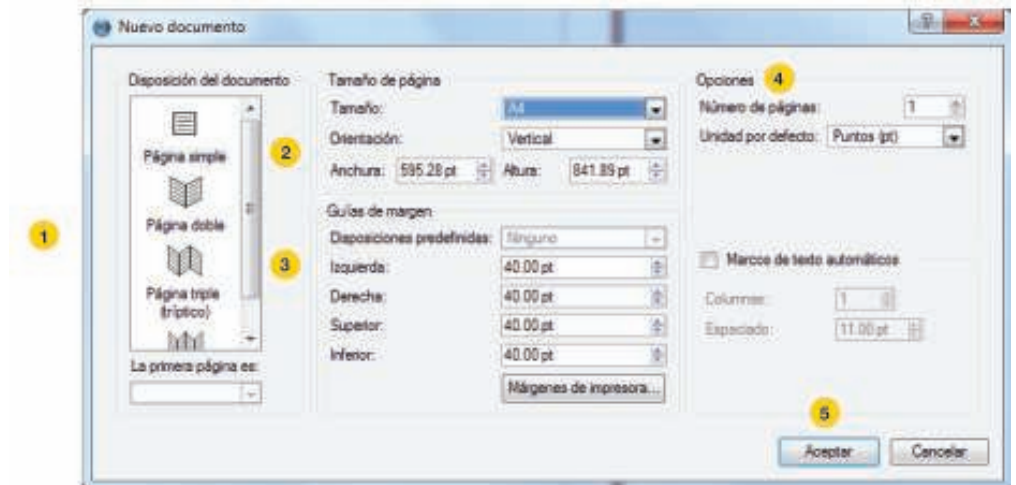 Nuevo documento
1
Disposición del documento
Página simple
Página doble
Página triple
(tríptico)
La primera página es:
2
Tamaño de página
Tamaño: A4
Orientación: Vertical
Anchura: 595.28 pt Altura: 841.89 pt
3
Guías de margen
Disposiciones predefinidas: Ninguno
Izquierda: 40.00 pt
Derecha: 40.00 pt
Superior: 40.00 pt
Inferior: 40.00 pt
Márgenes de impresora...
Opciones 4
Número de páginas: 1
Unidad por defecto: Puntos (pt)
Marcos de texto automáticos
Columnas: 1
Espaciado: 11.00 pt
5
Aceptar Cancelar